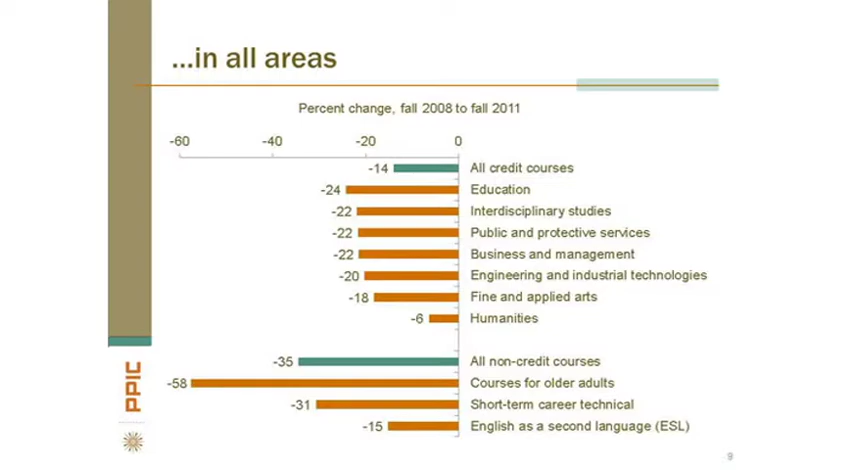 ...in all areas
Percent change, fall 2008 to fall 2011
-60 -40 -20 0
-14 All credit courses
-24 Education
-22 Interdisciplinary studies
-22 Public and protective services
-22 Business and management
-20 Engineering and industrial technologies
-18 Fine and applied arts
-6 Humanities
-35 All non-credit courses
-58 Courses for older adults
-31 Short-term career technical
-15 English as a second language (ESL)
PPIC
9